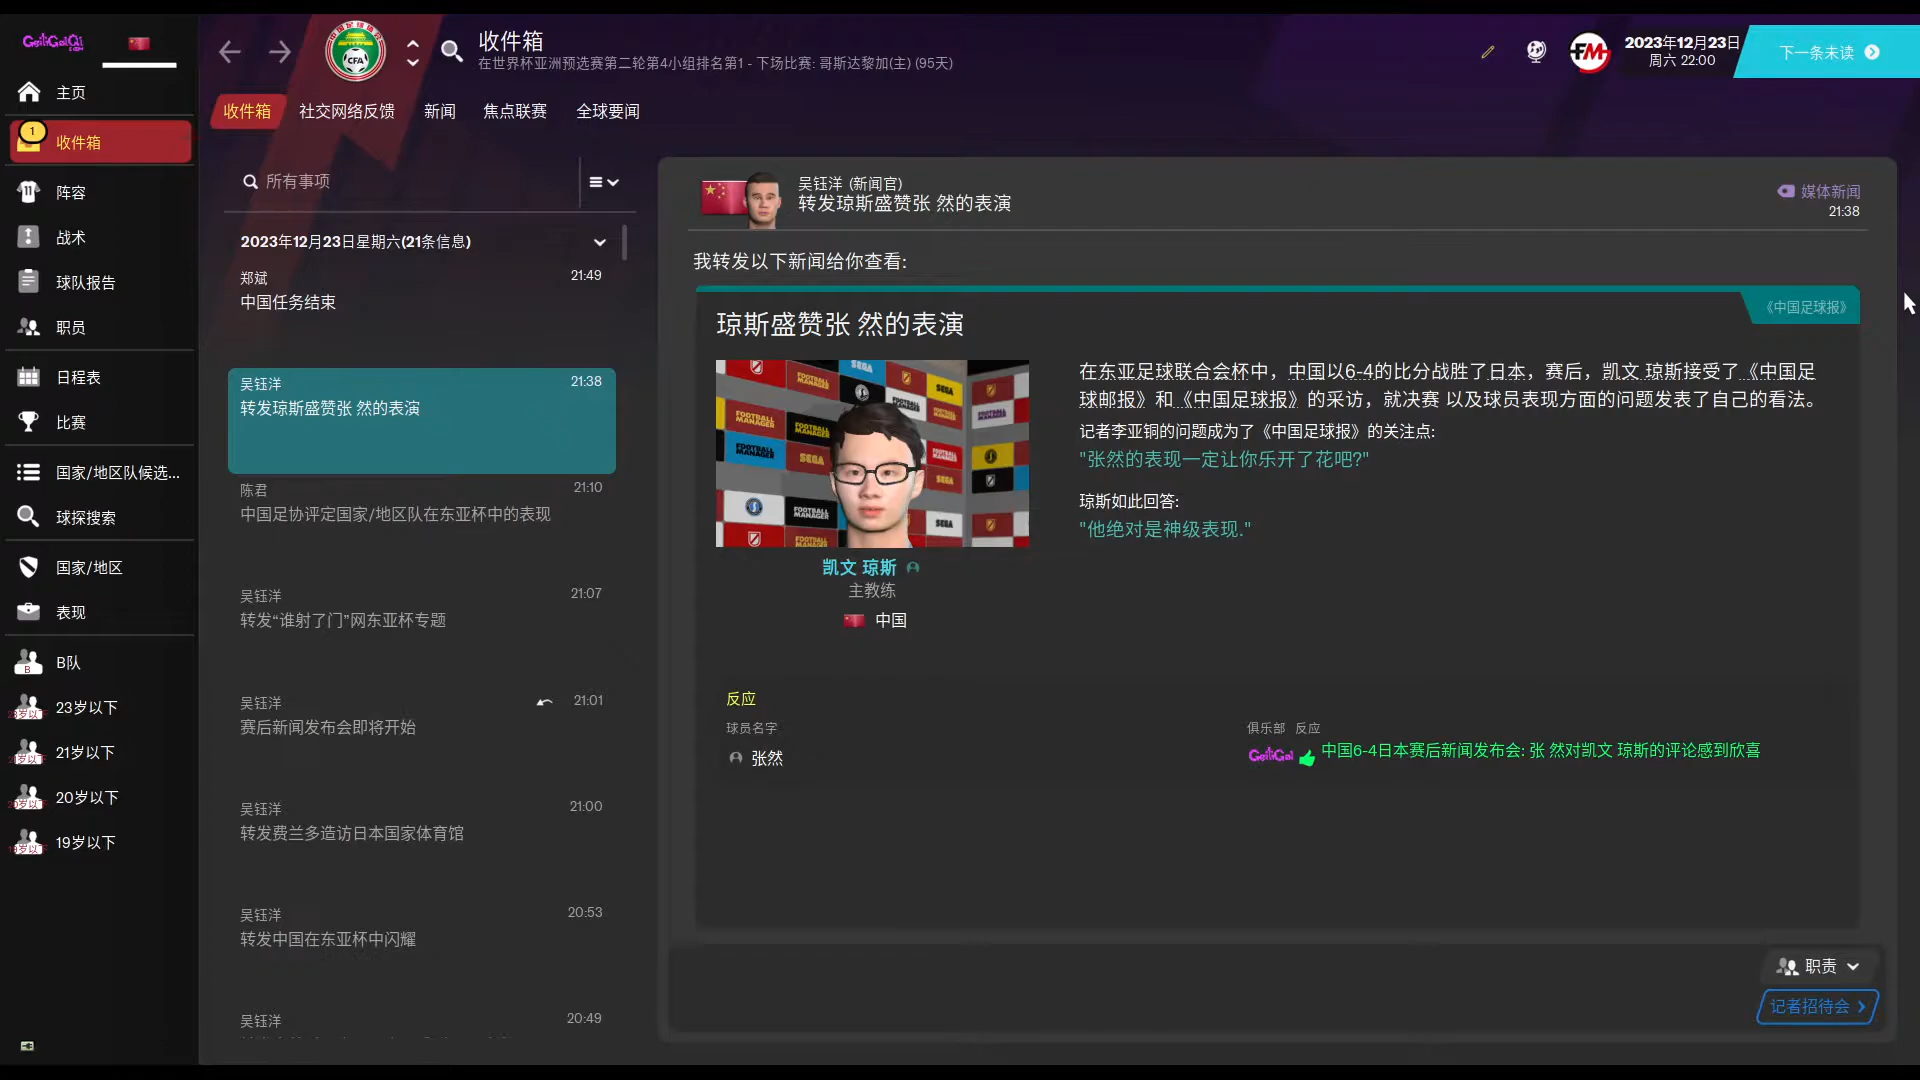 GeiliGaiQi
收件箱
在世界杯亚洲预选赛第二轮第4小组排名第1 - 下场比赛: 哥斯达黎加(主) (95天)
CFA
FM
2023年12月23日
周六 22:00
下一条未读
主页
1
收件箱
阵容
战术
球队报告
职员
日程表
比赛
国家/地区队候选...
球探搜索
国家/地区
表现
B
B队
23岁以下
21岁以下
20岁以下
19岁以下
收件箱
社交网络反馈
新闻
焦点联赛
全球要闻
所有事项
2023年12月23日星期六(21条信息)
郑斌
21:49
中国任务结束
吴钰洋
21:38
转发琼斯盛赞张 然的表演
陈君
21:10
中国足协评定国家/地区队在东亚杯中的表现
吴钰洋
21:07
转发“谁射了门”网东亚杯专题
吴钰洋
21:01
赛后新闻发布会即将开始
吴钰洋
21:00
转发费兰多造访日本国家体育馆
吴钰洋
20:53
转发中国在东亚杯中闪耀
吴钰洋
20:49
吴钰洋 (新闻官)
转发琼斯盛赞张 然的表演
媒体新闻
21:38
我转发以下新闻给你查看:
《中国足球报》
琼斯盛赞张 然的表演
FOOTBALL MANAGER
SEGA
凯文 琼斯
主教练
中国
在东亚足球联合会杯中，中国以6-4的比分战胜了日本，赛后，凯文 琼斯接受了《中国足
球邮报》和《中国足球报》的采访，就决赛 以及球员表现方面的问题发表了自己的看法。
记者李亚铜的问题成为了《中国足球报》的关注点:
"张然的表现一定让你乐开了花吧?"
琼斯如此回答:
"他绝对是神级表现."
反应
球员名字
俱乐部 反应
张然
GeiliGai
中国6-4日本赛后新闻发布会: 张 然对凯文 琼斯的评论感到欣喜
职责
记者招待会